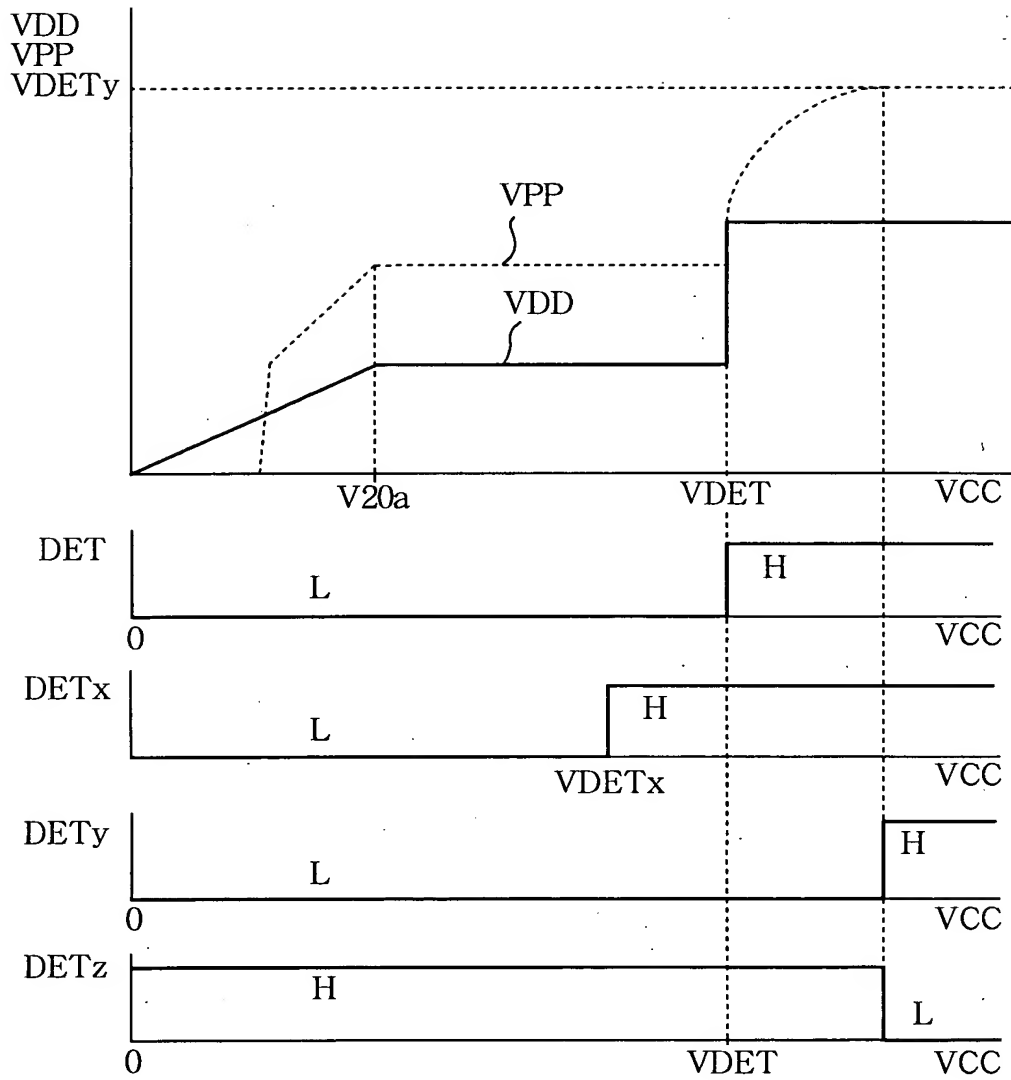 VDD
VPP
VDETy
VPP
VDD
V20a VDET VCC
DET
L H
0 VCC
DETx
L H
VDETx VCC
DETy
L H
0 VCC
DETz
H L
0 VDET VCC